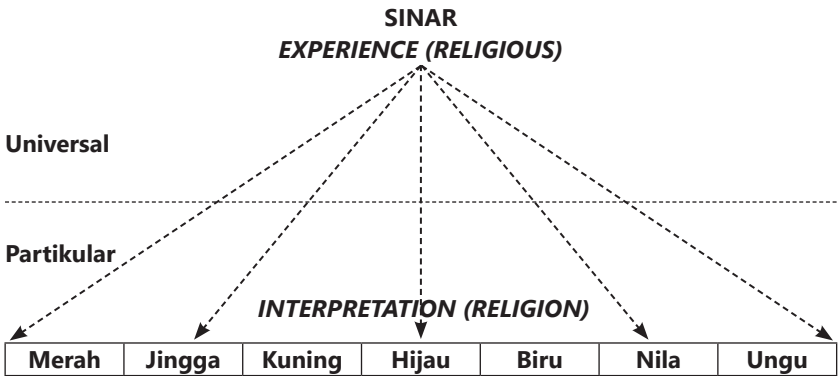 SINAR
EXPERIENCE (RELIGIOUS)
Universal
Partikular
INTERPRETATION (RELIGION)
Merah Jingga Kuning Hijau Biru Nila Ungu